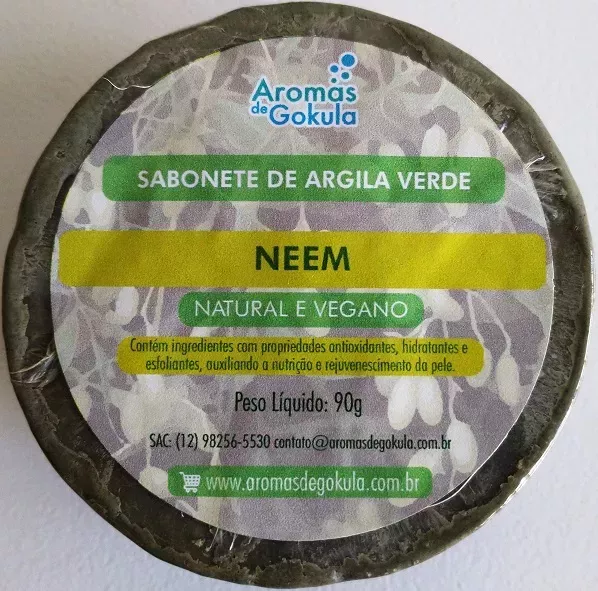 Aromas
de Gokula
SABONETE DE ARGILA VERDE
NEEM
NATURAL E VEGANO
Contém ingredientes com propriedades antioxidantes, hidratantes e
esfoliantes, auxiliando a nutrição e rejuvenescimento da pele.
Peso Líquido: 90g
SAC: (12) 98256-5530 contato@aromasdegokula.com.br
www.aromasdegokula.com.br